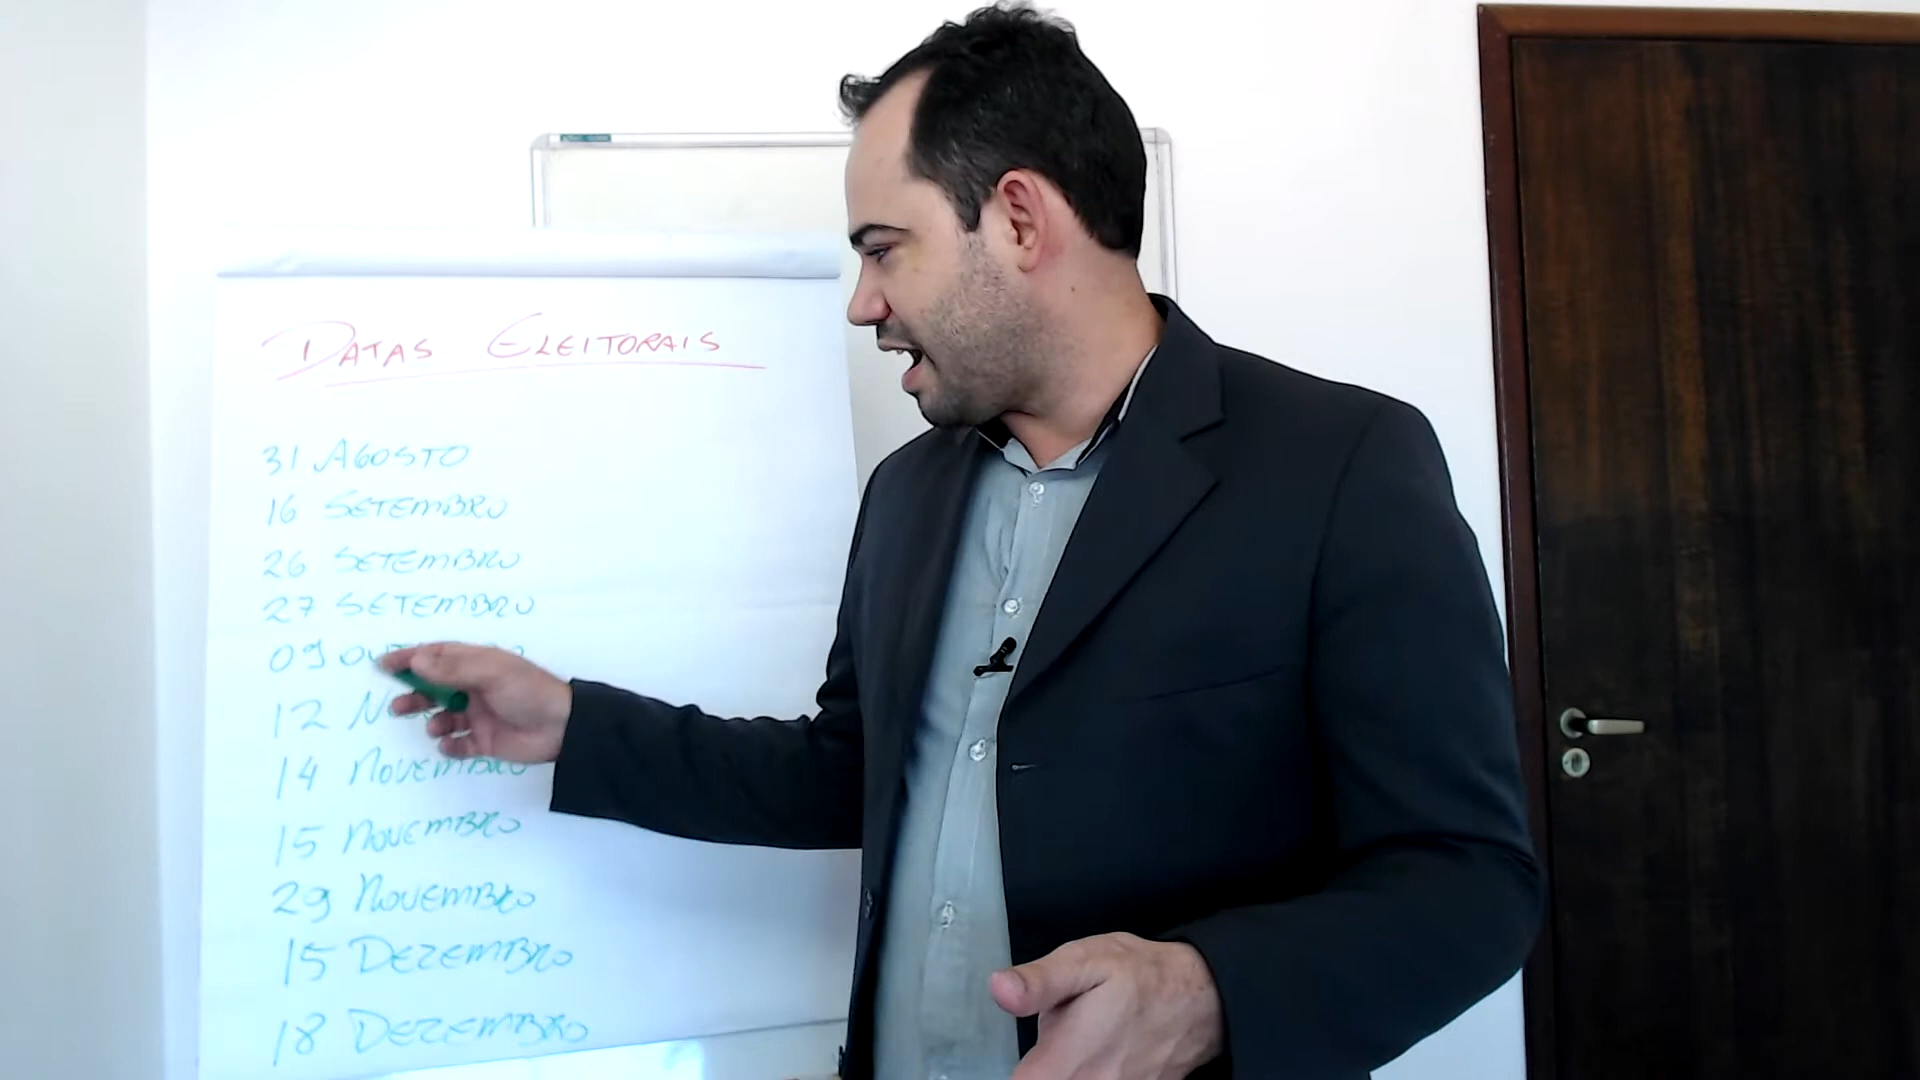 DATAS ELEITORAIS
31 AGOSTO
16 SETEMBRO
26 SETEMBRO
27 SETEMBRO
09
12
14 NOVEMBRO
15 NOVEMBRO
29 NOVEMBRO
15 DEZEMBRO
18 DEZEMBRO